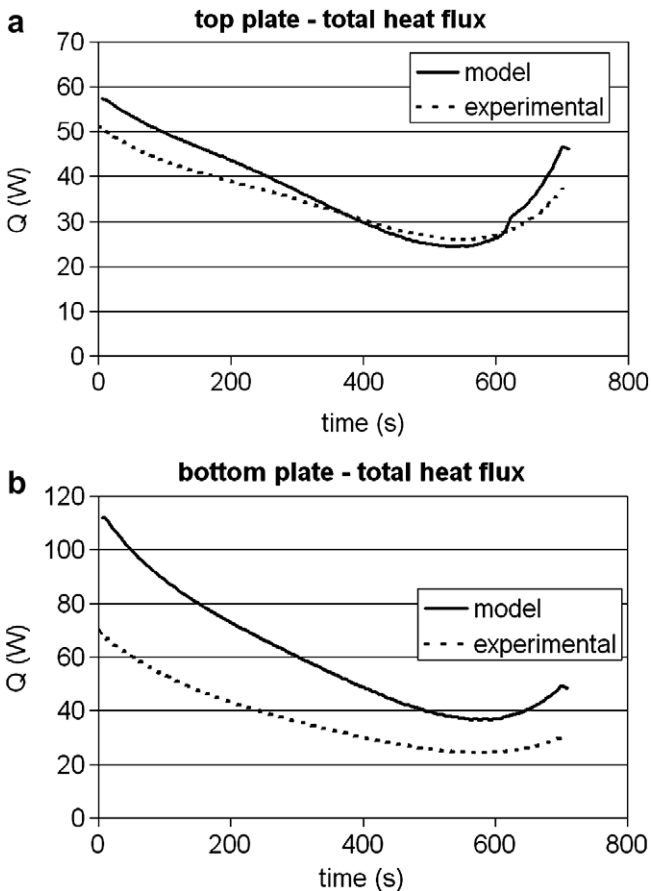 a
top plate - total heat flux
70
60
50
40
30
20
10
0
Q (W)
model
experimental
0 200 400 600 800
time (s)
b
bottom plate - total heat flux
120
100
80
60
40
20
0
Q (W)
model
experimental
0 200 400 600 800
time (s)